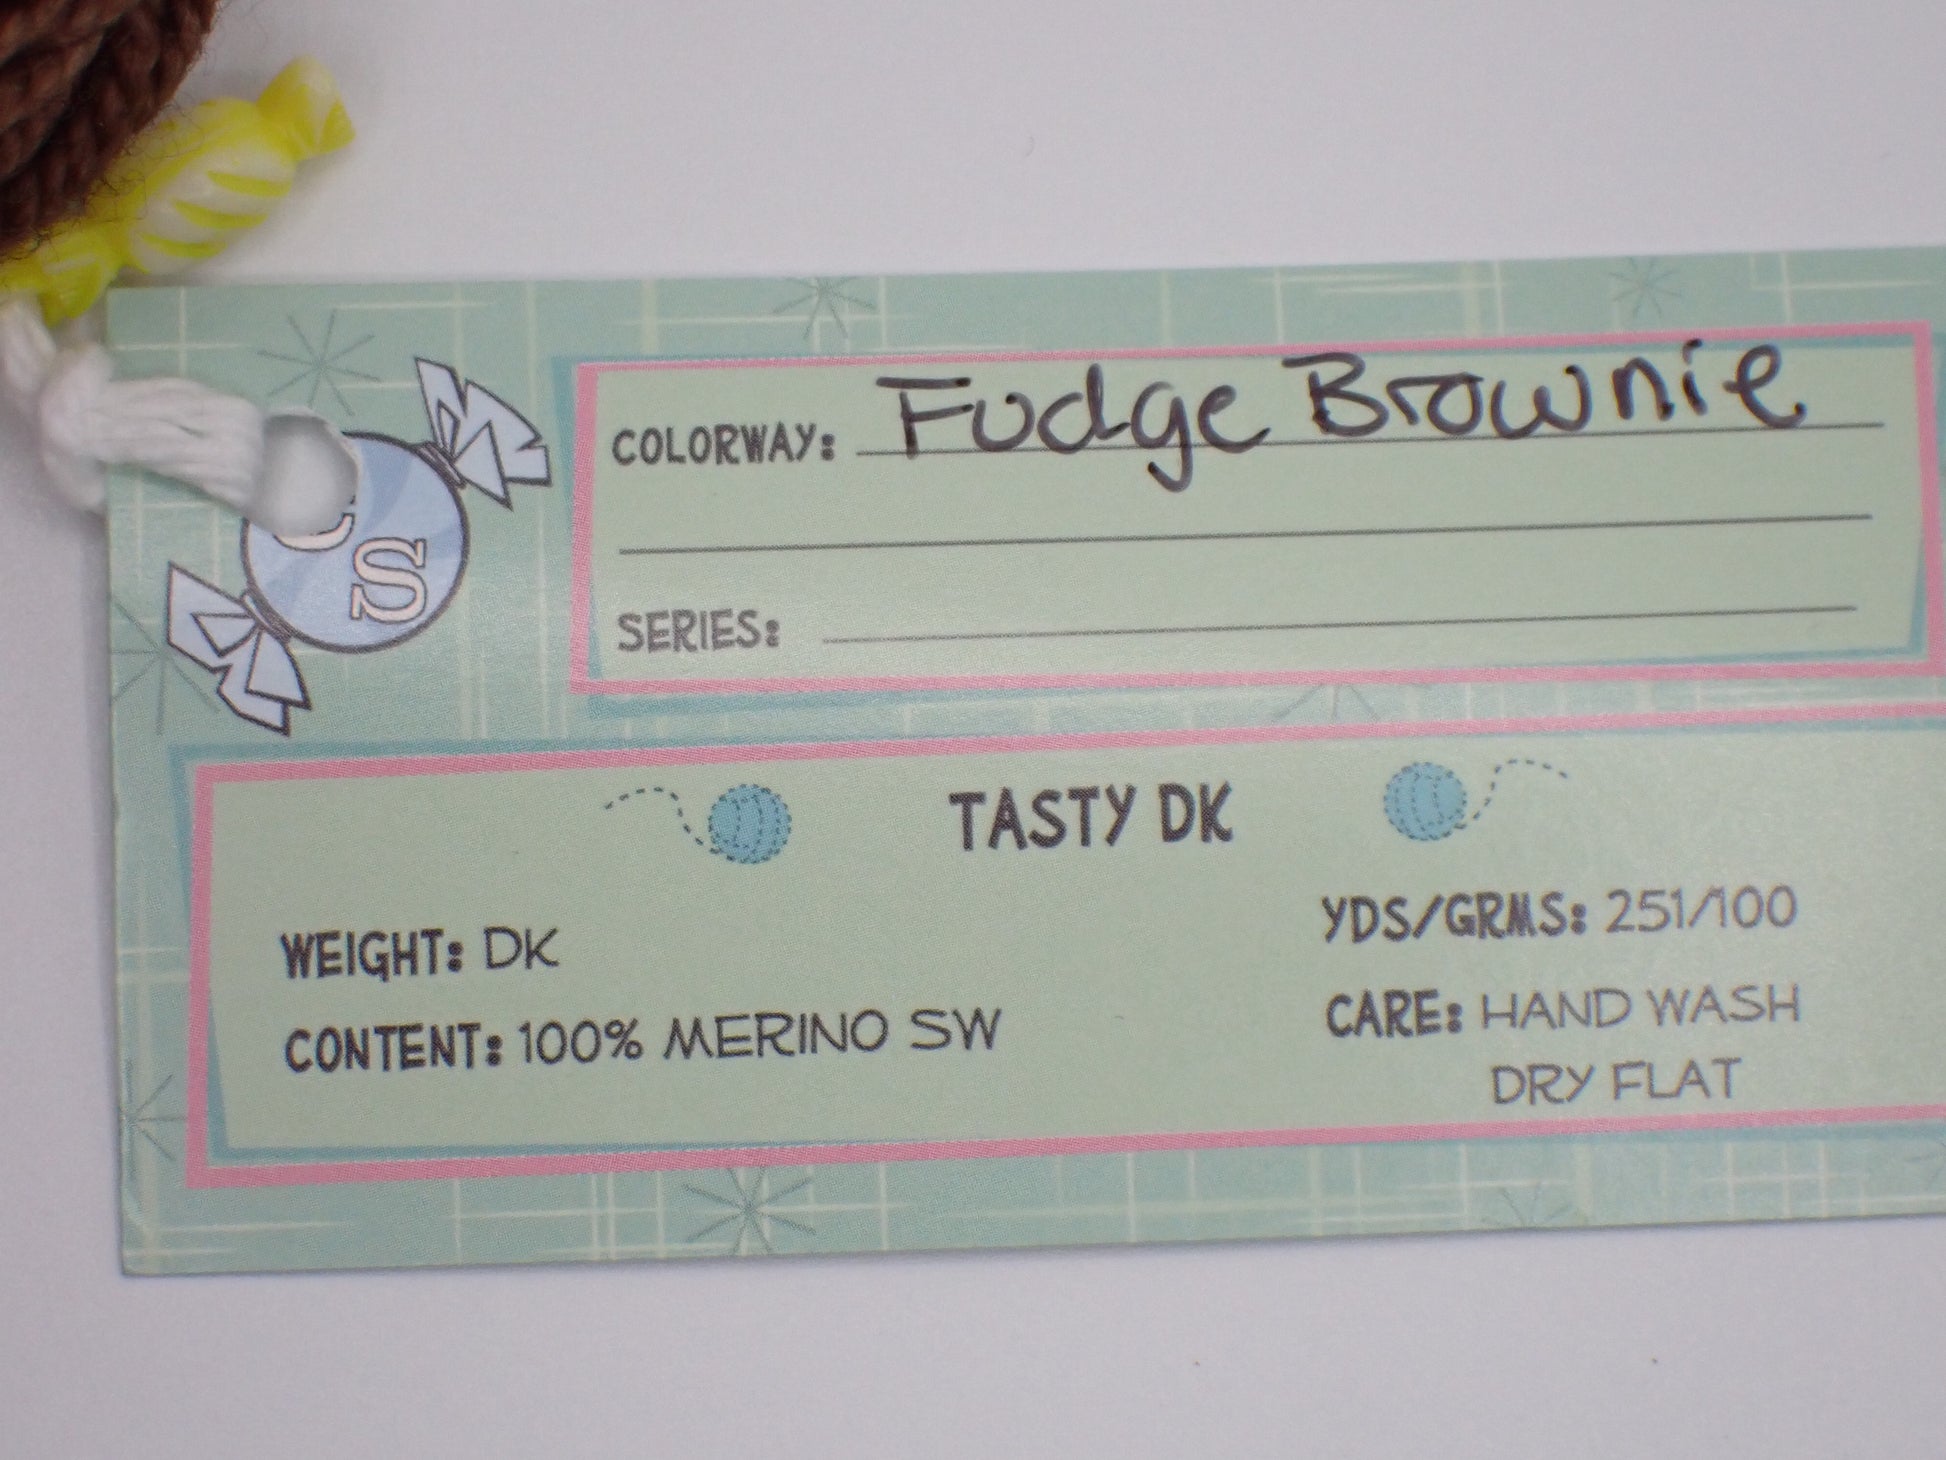 COLORWAY: Fudge Brownie
SERIES:
S
TASTY DK
WEIGHT: DK
CONTENT: 100% MERINO SW
YDS/GRMS: 251/100
CARE: HAND WASH
DRY FLAT